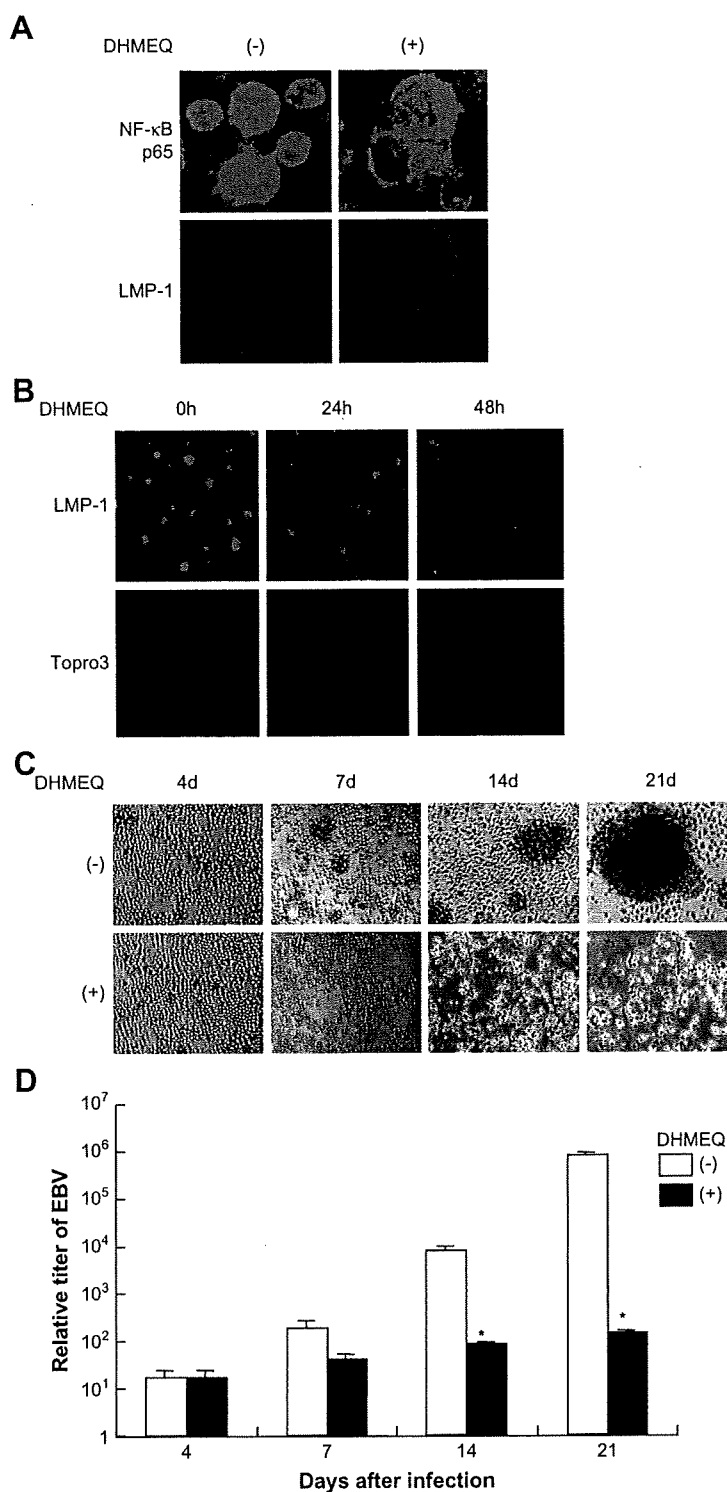 A
DHMEQ (-) (+)
NF-κB
p65
LMP-1
B
DHMEQ 0h 24h 48h
LMP-1
Topro3
C
DHMEQ 4d 7d 14d 21d
(-)
(+)
D
Relative titer of EBV
10⁷
10⁶
10⁵
10⁴
10³
10²
10¹
1
DHMEQ
(-)
(+)
* *
4 7 14 21
Days after infection